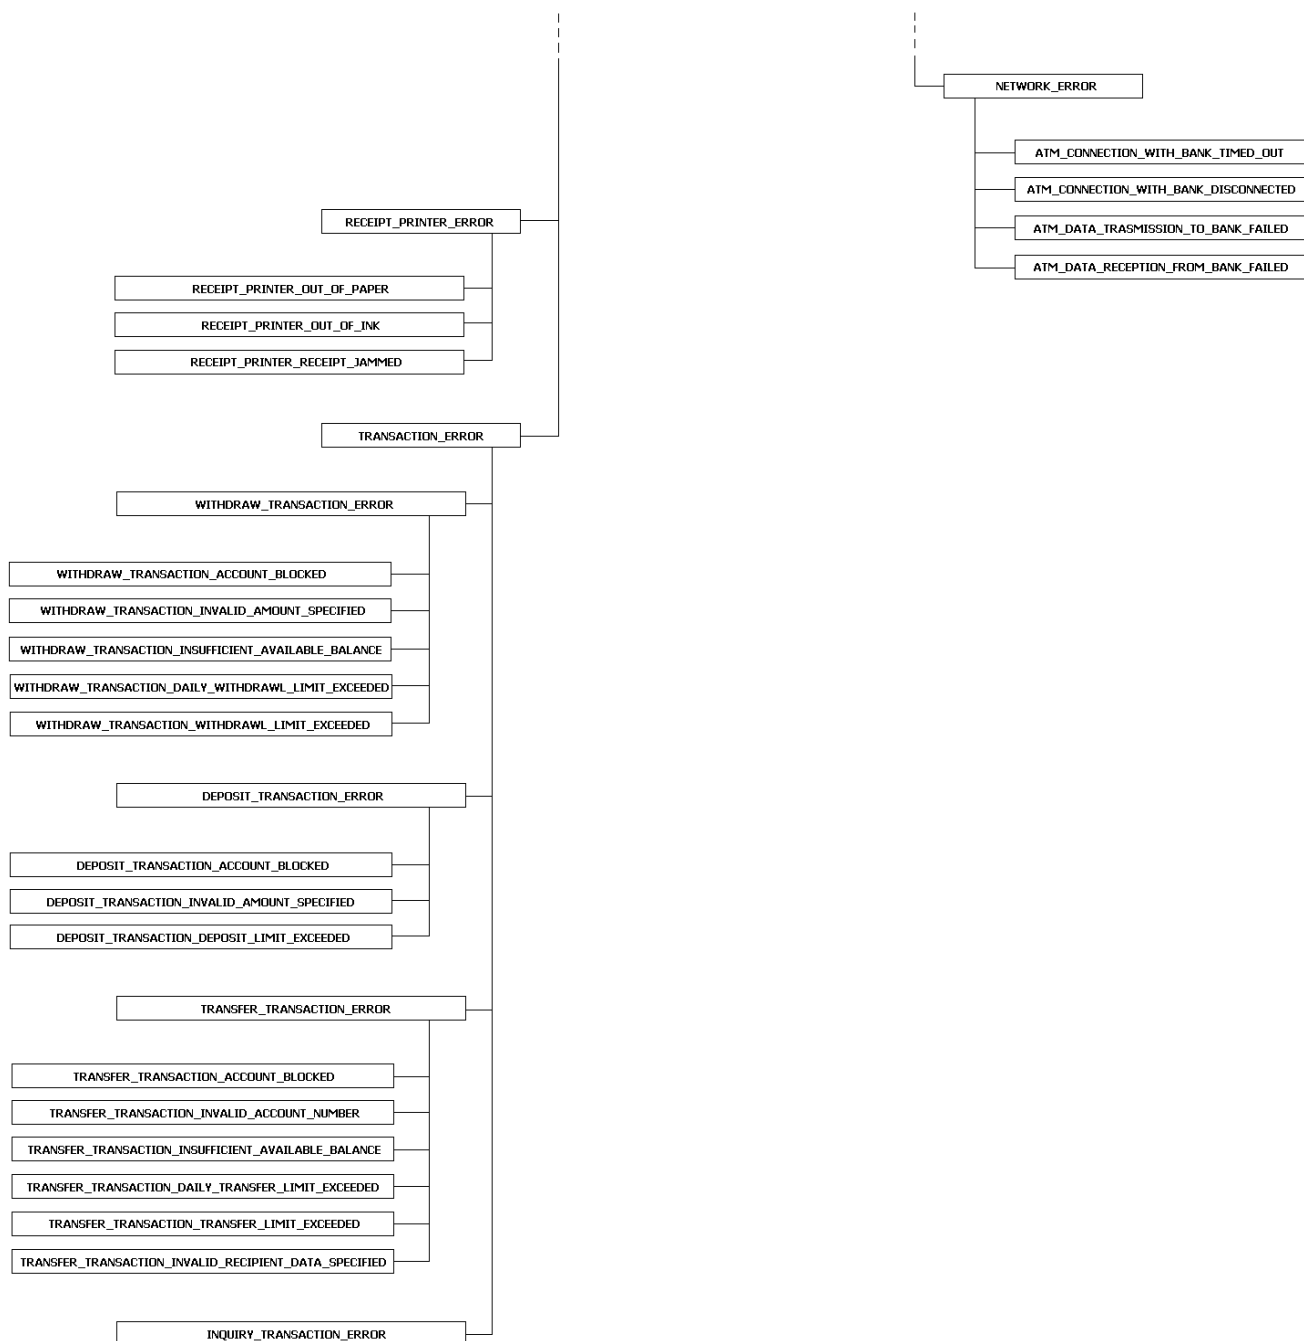 NETWORK_ERROR
ATM_CONNECTION_WITH_BANK_TIMED_OUT
ATM_CONNECTION_WITH_BANK_DISCONNECTED
ATM_DATA_TRASMISSION_TO_BANK_FAILED
ATM_DATA_RECEPTION_FROM_BANK_FAILED
RECEIPT_PRINTER_ERROR
RECEIPT_PRINTER_OUT_OF_PAPER
RECEIPT_PRINTER_OUT_OF_INK
RECEIPT_PRINTER_RECEIPT_JAMMED
TRANSACTION_ERROR
WITHDRAW_TRANSACTION_ERROR
WITHDRAW_TRANSACTION_ACCOUNT_BLOCKED
WITHDRAW_TRANSACTION_INVALID_AMOUNT_SPECIFIED
WITHDRAW_TRANSACTION_INSUFFICIENT_AVAILABLE_BALANCE
WITHDRAW_TRANSACTION_DAILY_WITHDRAWL_LIMIT_EXCEEDED
WITHDRAW_TRANSACTION_WITHDRAWL_LIMIT_EXCEEDED
DEPOSIT_TRANSACTION_ERROR
DEPOSIT_TRANSACTION_ACCOUNT_BLOCKED
DEPOSIT_TRANSACTION_INVALID_AMOUNT_SPECIFIED
DEPOSIT_TRANSACTION_DEPOSIT_LIMIT_EXCEEDED
TRANSFER_TRANSACTION_ERROR
TRANSFER_TRANSACTION_ACCOUNT_BLOCKED
TRANSFER_TRANSACTION_INVALID_ACCOUNT_NUMBER
TRANSFER_TRANSACTION_INSUFFICIENT_AVAILABLE_BALANCE
TRANSFER_TRANSACTION_DAILY_TRANSFER_LIMIT_EXCEEDED
TRANSFER_TRANSACTION_TRANSFER_LIMIT_EXCEEDED
TRANSFER_TRANSACTION_INVALID_RECIPIENT_DATA_SPECIFIED
INQUIRY_TRANSACTION_ERROR